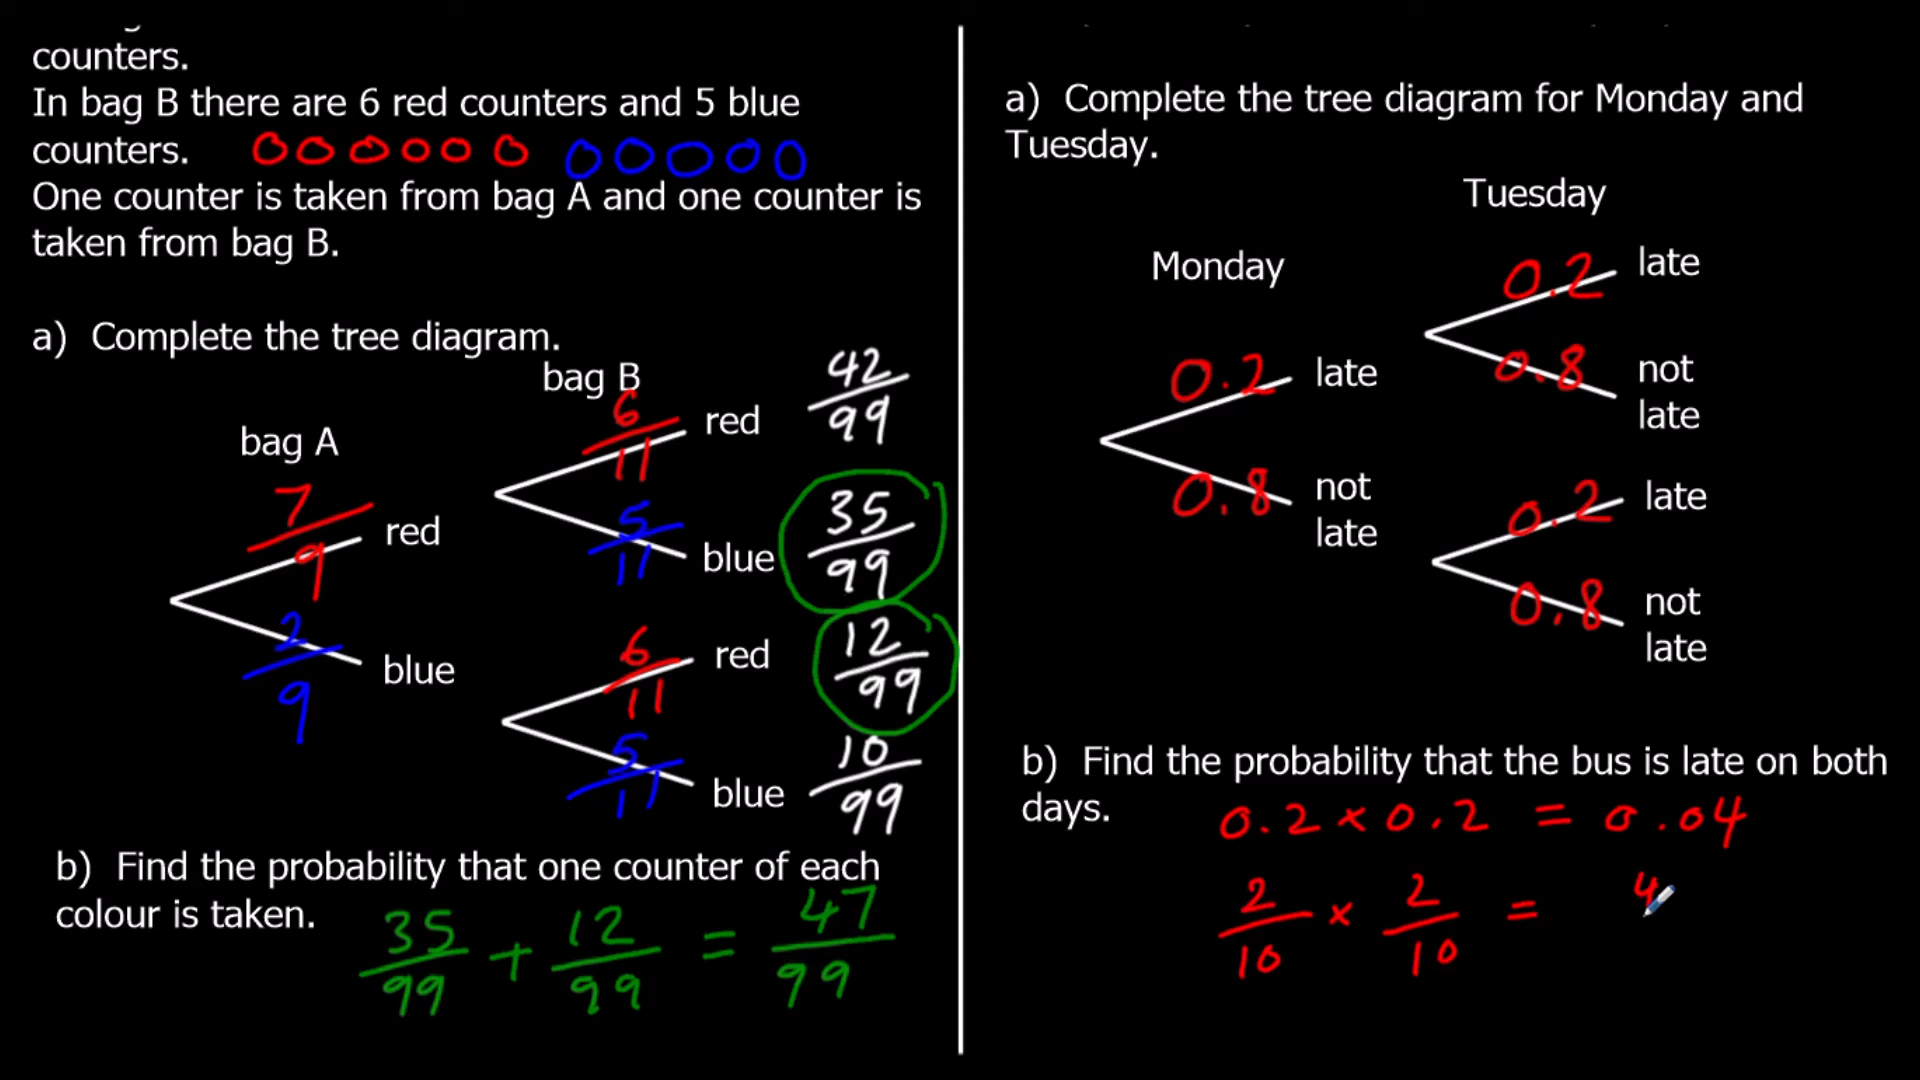 counters.
In bag B there are 6 red counters and 5 blue
counters.
One counter is taken from bag A and one counter is
taken from bag B.
a) Complete the tree diagram.
bag B
bag A
7/9
red
2/9
blue
6/11
red
42/99
5/11
blue
35/99
6/11
red
12/99
5/11
blue
10/99
b) Find the probability that one counter of each
colour is taken.
35/99 + 12/99 = 47/99
a) Complete the tree diagram for Monday and
Tuesday.
Tuesday
Monday
0.2
late
0.8
not
late
0.2
late
0.8
not
late
0.2
late
0.8
not
late
b) Find the probability that the bus is late on both
days.
0.2 × 0.2 = 0.04
2/10 × 2/10 = 4